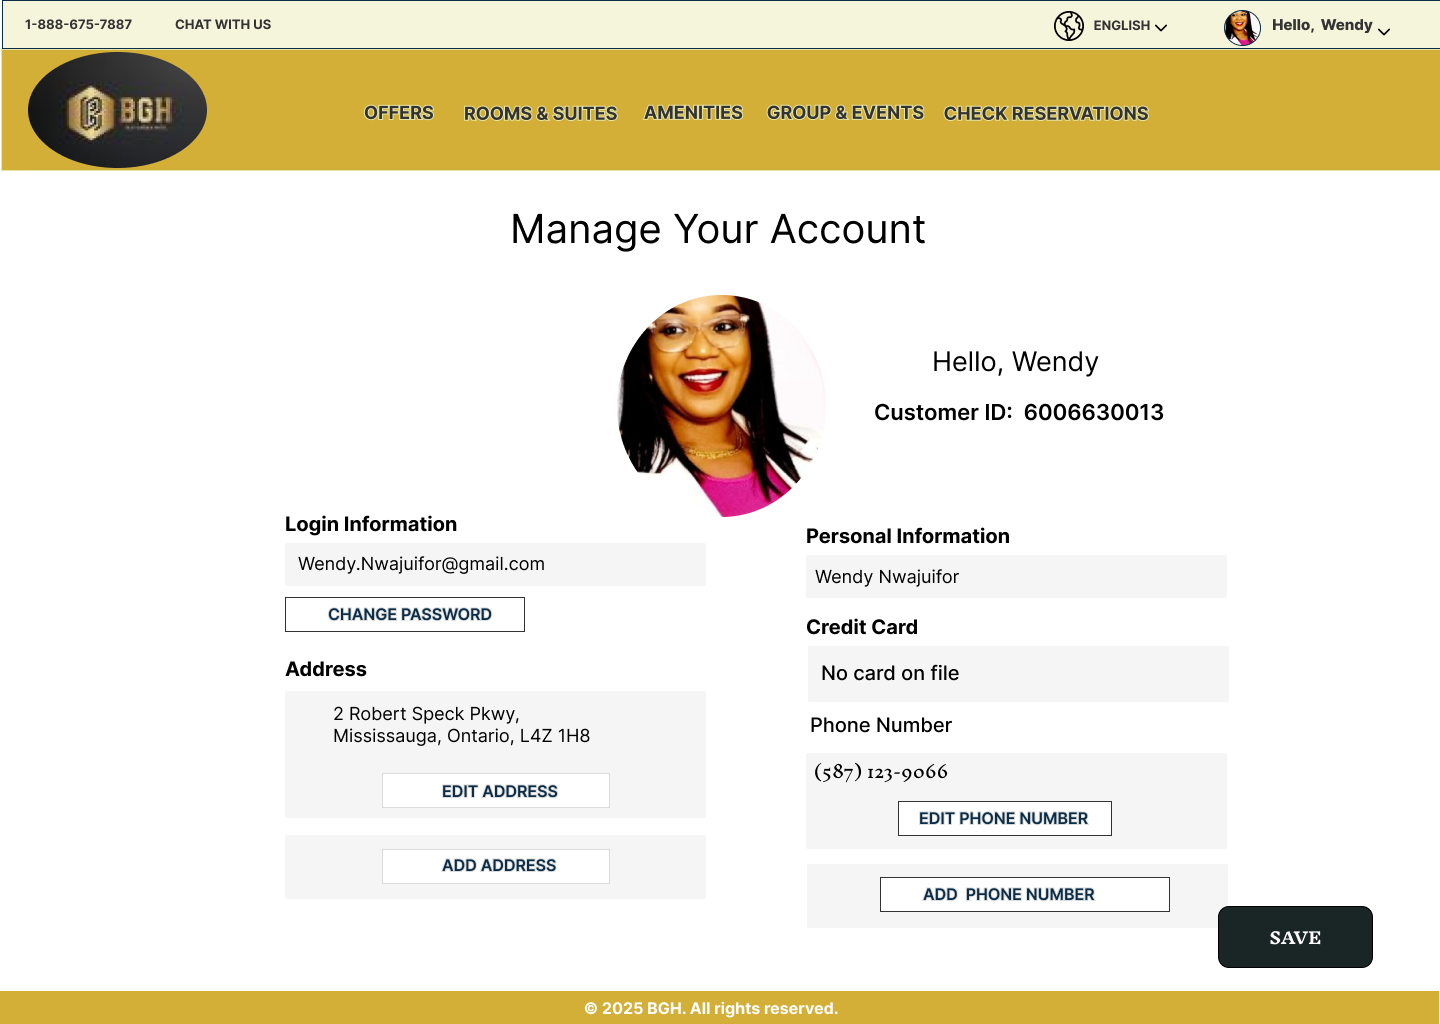 1-888-675-7887
CHAT WITH US
ENGLISH
Hello, Wendy
BGH
OFFERS
ROOMS & SUITES
AMENITIES
GROUP & EVENTS
CHECK RESERVATIONS
Manage Your Account
Hello, Wendy
Customer ID: 6006630013
Login Information
Wendy.Nwajuifor@gmail.com
CHANGE PASSWORD
Address
2 Robert Speck Pkwy,
Mississauga, Ontario, L4Z 1H8
EDIT ADDRESS
ADD ADDRESS
Personal Information
Wendy Nwajuifor
Credit Card
No card on file
Phone Number
(587) 123-9066
EDIT PHONE NUMBER
ADD PHONE NUMBER
SAVE
© 2025 BGH. All rights reserved.